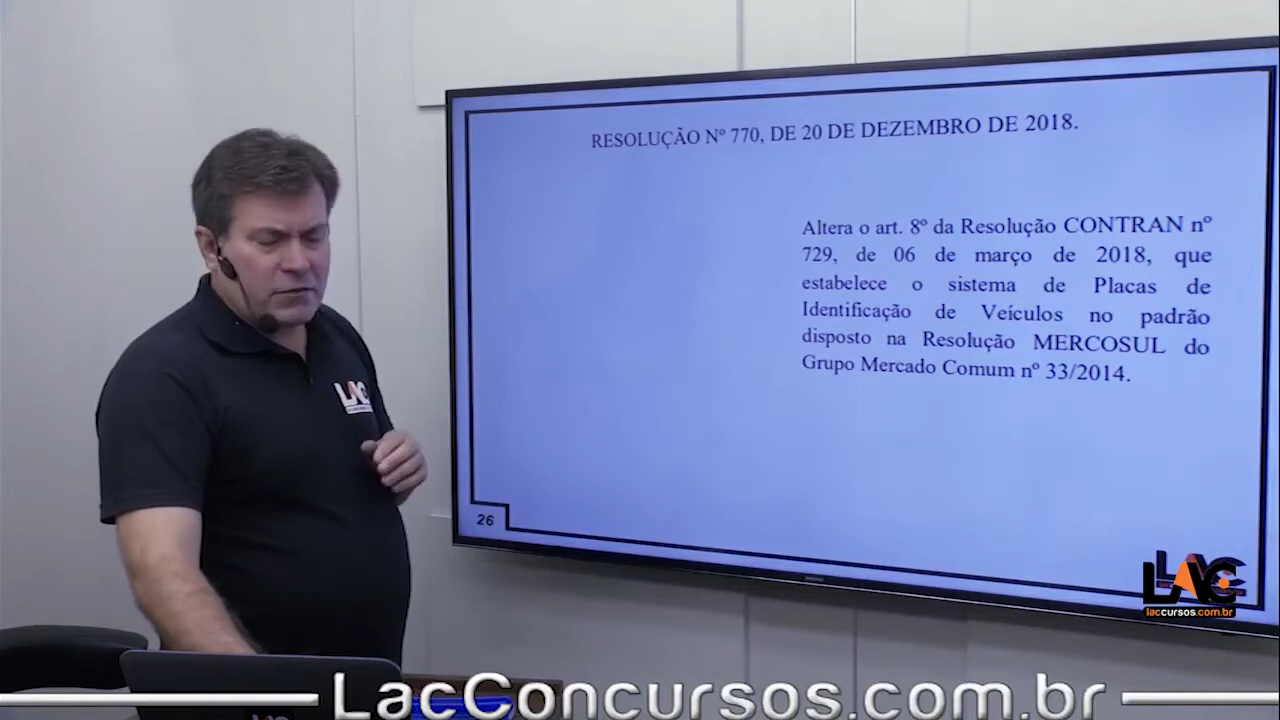 RESOLUÇÃO Nº 770, DE 20 DE DEZEMBRO DE 2018.
Altera o art. 8º da Resolução CONTRAN nº
729, de 06 de março de 2018, que
estabelece o sistema de Placas de
Identificação de Veículos no padrão
disposto na Resolução MERCOSUL do
Grupo Mercado Comum nº 33/2014.
LAC
26
LAC
laccursos.com.br
LacConcursos.com.br